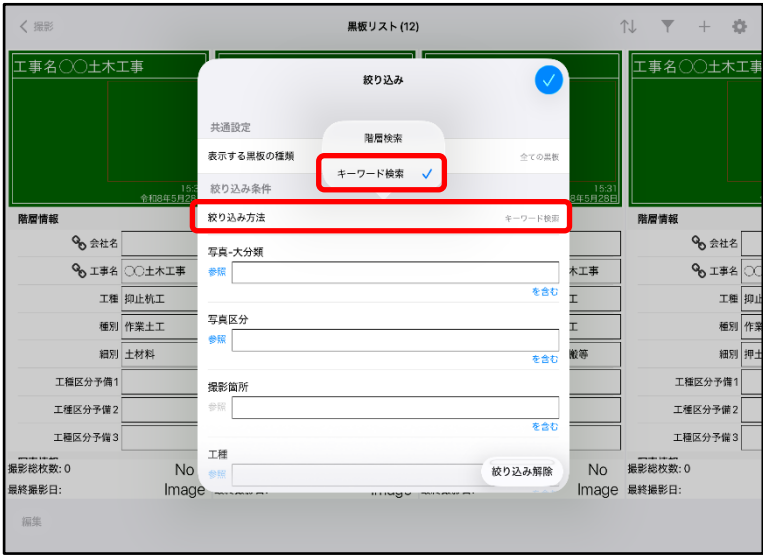 撮影
黒板リスト(12)
工事名○○土木工事
工事名○○土木工事
15:3
令和8年5月28
15:31
8年5月28日
絞り込み
共通設定
階層検索
表示する黒板の種類
全ての黒板
キーワード検索
絞り込み条件
絞り込み方法
キーワード検索
写真-大分類
参照
を含む
写真区分
参照
を含む
撮影箇所
参照
を含む
工種
参照
絞り込み解除
階層情報
会社名
工事名
○○土木工事
工種
抑止杭工
種別
作業土工
細別
土材料
工種区分予備1
工種区分予備2
工種区分予備3
撮影総枚数: 0
最終撮影日:
No
Image
木工事
工
工
搬等
No
Image
階層情報
会社名
工事名
○○
工種
抑止
種別
作業
細別
押土
工種区分予備1
工種区分予備2
工種区分予備3
撮影総枚数: 0
最終撮影日:
編集